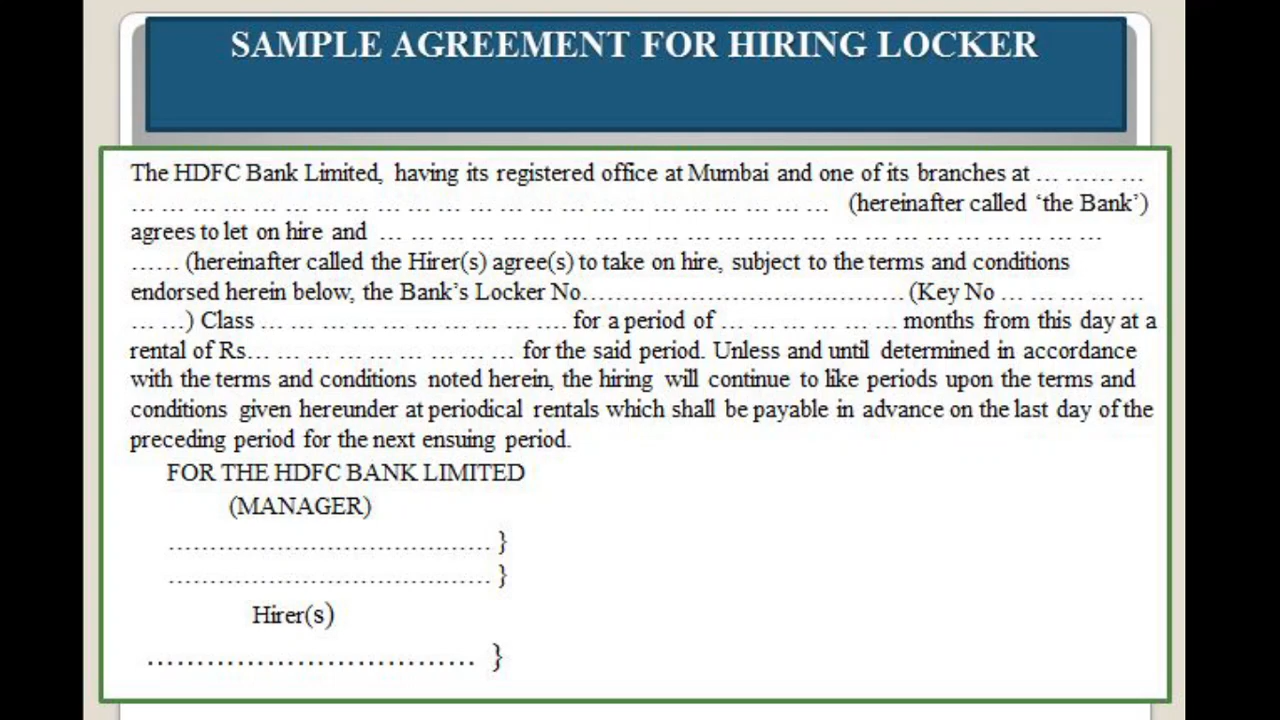 SAMPLE AGREEMENT FOR HIRING LOCKER
The HDFC Bank Limited, having its registered office at Mumbai and one of its branches at … …… …
… … … … … … … … … … … … … … … … … … … … … … … (hereinafter called ‘the Bank’)
agrees to let on hire and … … … … … … … … … … … … …… … … … … … … … … … …
…… (hereinafter called the Hirer(s) agree(s) to take on hire, subject to the terms and conditions
endorsed herein below, the Bank’s Locker No………………………………… (Key No … … … … …
… …) Class … … … … … … … … … …. for a period of … … … … … … months from this day at a
rental of Rs… … … … … … … … … for the said period. Unless and until determined in accordance
with the terms and conditions noted herein, the hiring will continue to like periods upon the terms and
conditions given hereunder at periodical rentals which shall be payable in advance on the last day of the
preceding period for the next ensuing period.
FOR THE HDFC BANK LIMITED
(MANAGER)
………………………………… }
………………………………… }
Hirer(s)
…………………………… }